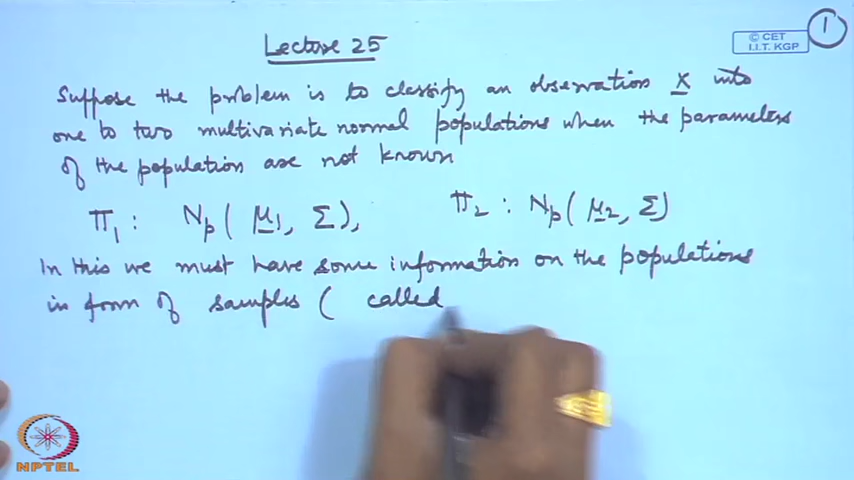 Lecture 25
© CET
I.I.T. KGP
1
Suppose the problem is to classify an observation x into
one to two multivariate normal populations when the parameters
of the population are not known
Π₁ : Nₚ( μ₁, Σ), Π₂ : Nₚ( μ₂, Σ)
In this we must have some information on the populations
in form of samples ( called
NPTEL